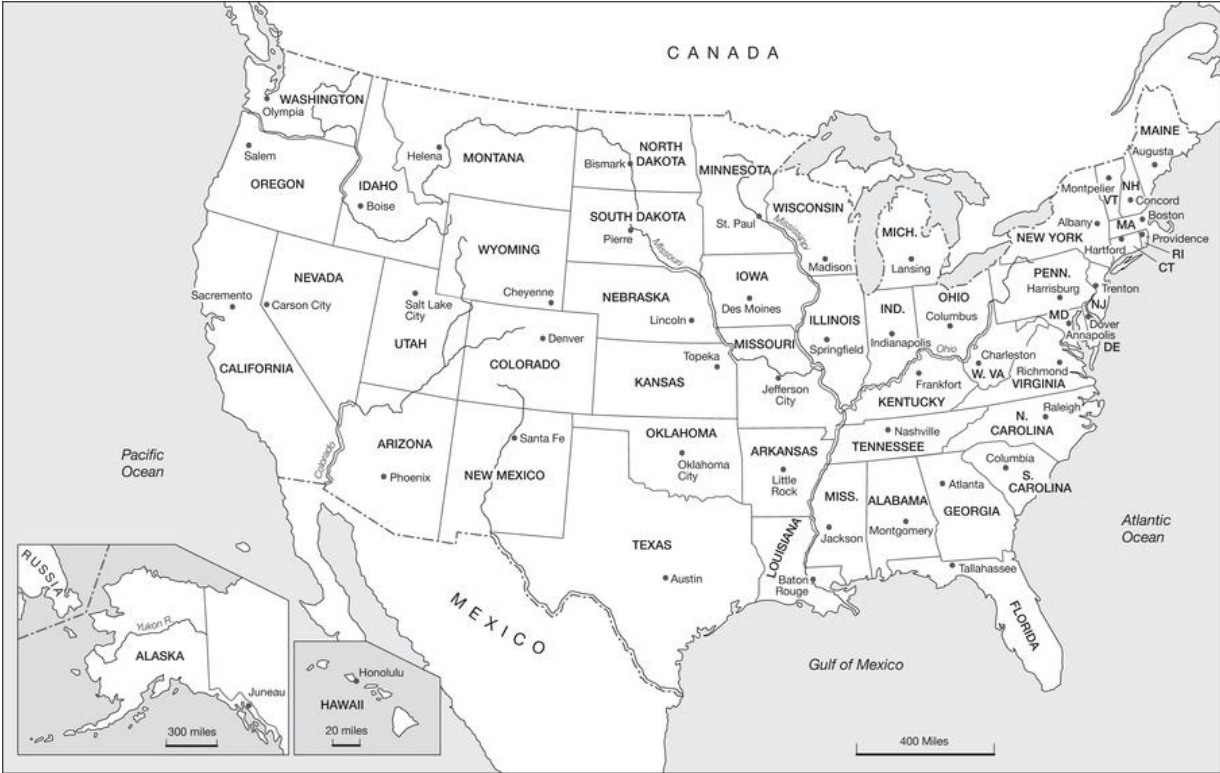 CANADA
WASHINGTON
Olympia
Salem
OREGON
Helena
MONTANA
IDAHO
Boise
NORTH
DAKOTA
Bismark
MINNESOTA
St. Paul
Mississippi
WISCONSIN
Madison
MICH.
Lansing
SOUTH DAKOTA
Pierre
Missouri
WYOMING
Cheyenne
NEVADA
Carson City
Sacremento
CALIFORNIA
Salt Lake
City
UTAH
Denver
COLORADO
NEBRASKA
Lincoln
IOWA
Des Moines
ILLINOIS
Springfield
IND.
Indianapolis
OHIO
Columbus
Ohio
MAINE
Augusta
Montpelier
VT
NH
Concord
Albany
NEW YORK
MA
Boston
Hartford
Providence
RI
CT
PENN.
Harrisburg
Trenton
NJ
MD
Dover
Annapolis
DE
Charleston
W. VA
Richmond
VIRGINIA
Topeka
KANSAS
MISSOURI
Jefferson
City
Frankfort
KENTUCKY
Nashville
TENNESSEE
Raleigh
N.
CAROLINA
Columbia
S.
CAROLINA
Colorado
ARIZONA
Phoenix
Santa Fe
NEW MEXICO
OKLAHOMA
Oklahoma
City
ARKANSAS
Little
Rock
MISS.
Jackson
ALABAMA
Montgomery
Atlanta
GEORGIA
TEXAS
Austin
LOUISIANA
Baton
Rouge
Tallahassee
FLORIDA
Pacific
Ocean
Atlantic
Ocean
MEXICO
Gulf of Mexico
RUSSIA
Yukon R.
ALASKA
Juneau
300 miles
Honolulu
HAWAII
20 miles
400 Miles